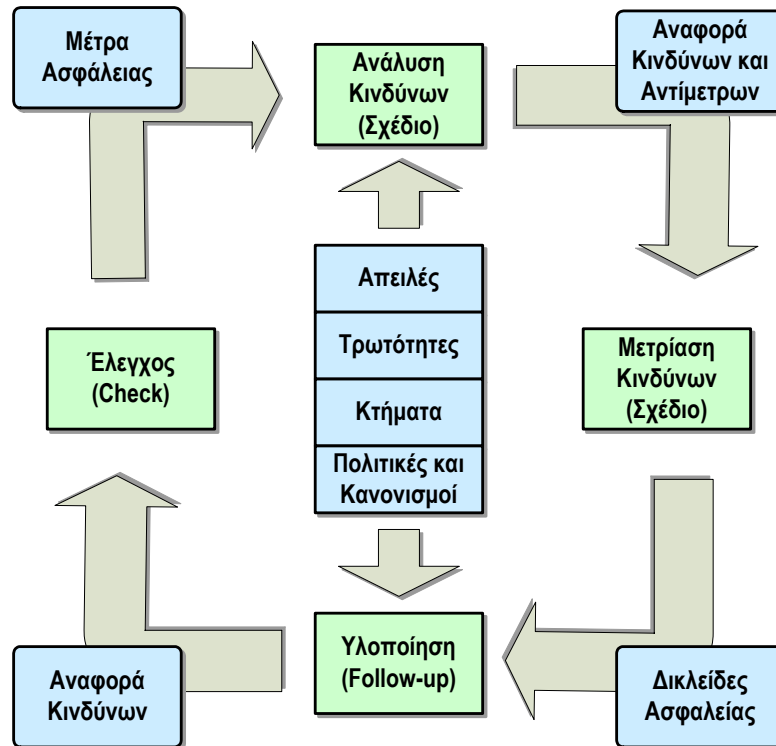 Μέτρα
Ασφάλειας
Ανάλυση
Κινδύνων
(Σχέδιο)
Αναφορά
Κινδύνων και
Αντίμετρων
Απειλές
Τρωτότητες
Κτήματα
Πολιτικές και
Κανονισμοί
Έλεγχος
(Check)
Μετρίαση
Κινδύνων
(Σχέδιο)
Αναφορά
Κινδύνων
Υλοποίηση
(Follow-up)
Δικλείδες
Ασφαλείας